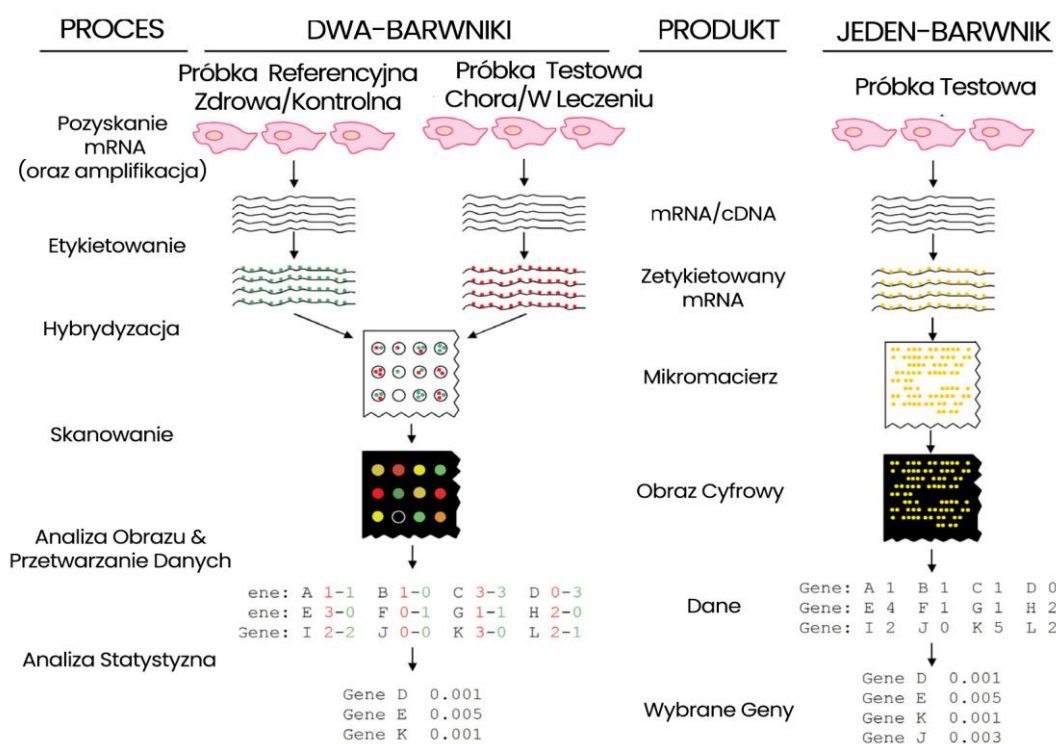 PROCES
DWA-BARWNIKI
PRODUKT
JEDEN-BARWNIK
Próbka Referencyjna
Zdrowa/Kontrolna
Próbka Testowa
Chora/W Leczeniu
Próbka Testowa
Pozyskanie
mRNA
(oraz amplifikacja)
mRNA/cDNA
Etykietowanie
Zetykietowany
mRNA
Hybrydyzacja
Mikromacierz
Skanowanie
Obraz Cyfrowy
Analiza Obrazu &
Przetwarzanie Danych
ene: A 1-1 B 1-0 C 3-3 D 0-3
ene: E 3-0 F 0-1 G 1-1 H 2-0
Gene: I 2-2 J 0-0 K 3-0 L 2-1
Dane
Gene: A 1 B 1 C 1 D 0
Gene: E 4 F 1 G 1 H 2
Gene: I 2 J 0 K 5 L 2
Analiza Statystyzna
Gene D 0.001
Gene E 0.005
Gene K 0.001
Wybrane Geny
Gene D 0.001
Gene E 0.005
Gene K 0.001
Gene J 0.003